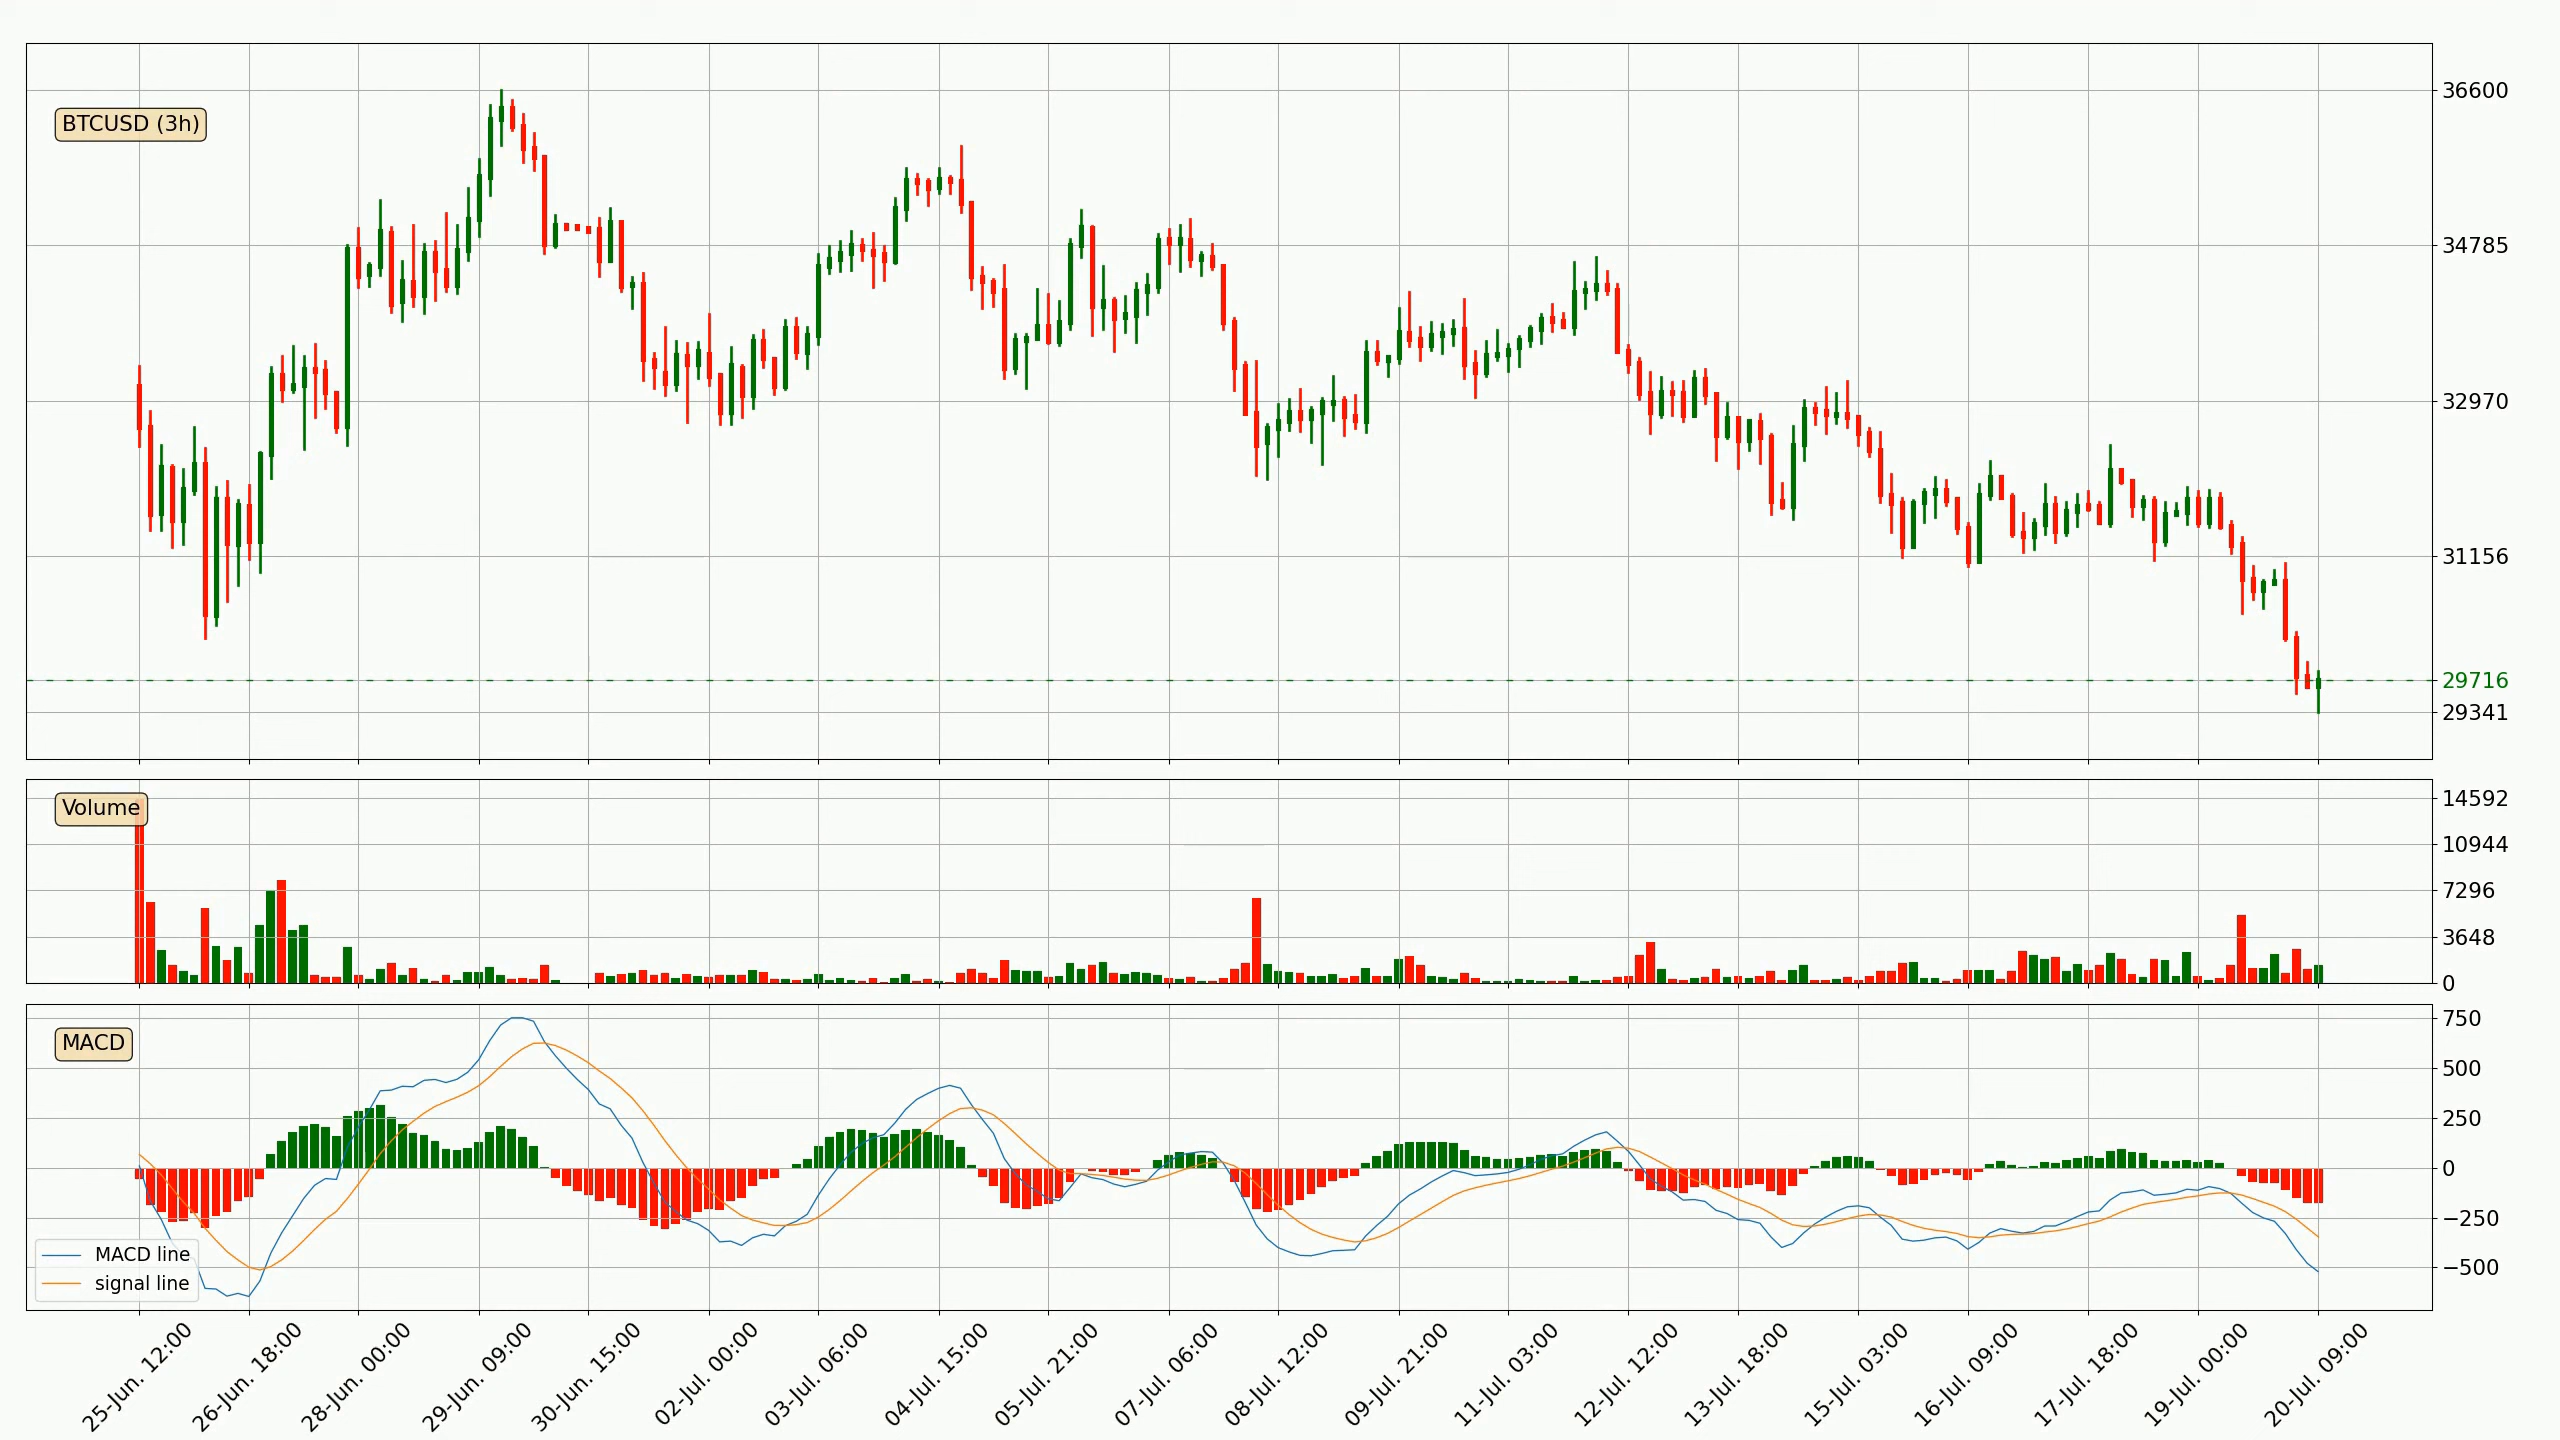 BTCUSD (3h)
36600
34785
32970
31156
29716
29341
Volume
14592
10944
7296
3648
0
MACD
750
500
250
0
−250
−500
MACD line
signal line
25-Jun. 12:00
26-Jun. 18:00
28-Jun. 00:00
29-Jun. 09:00
30-Jun. 15:00
02-Jul. 00:00
03-Jul. 06:00
04-Jul. 15:00
05-Jul. 21:00
07-Jul. 06:00
08-Jul. 12:00
09-Jul. 21:00
11-Jul. 03:00
12-Jul. 12:00
13-Jul. 18:00
15-Jul. 03:00
16-Jul. 09:00
17-Jul. 18:00
19-Jul. 00:00
20-Jul. 09:00